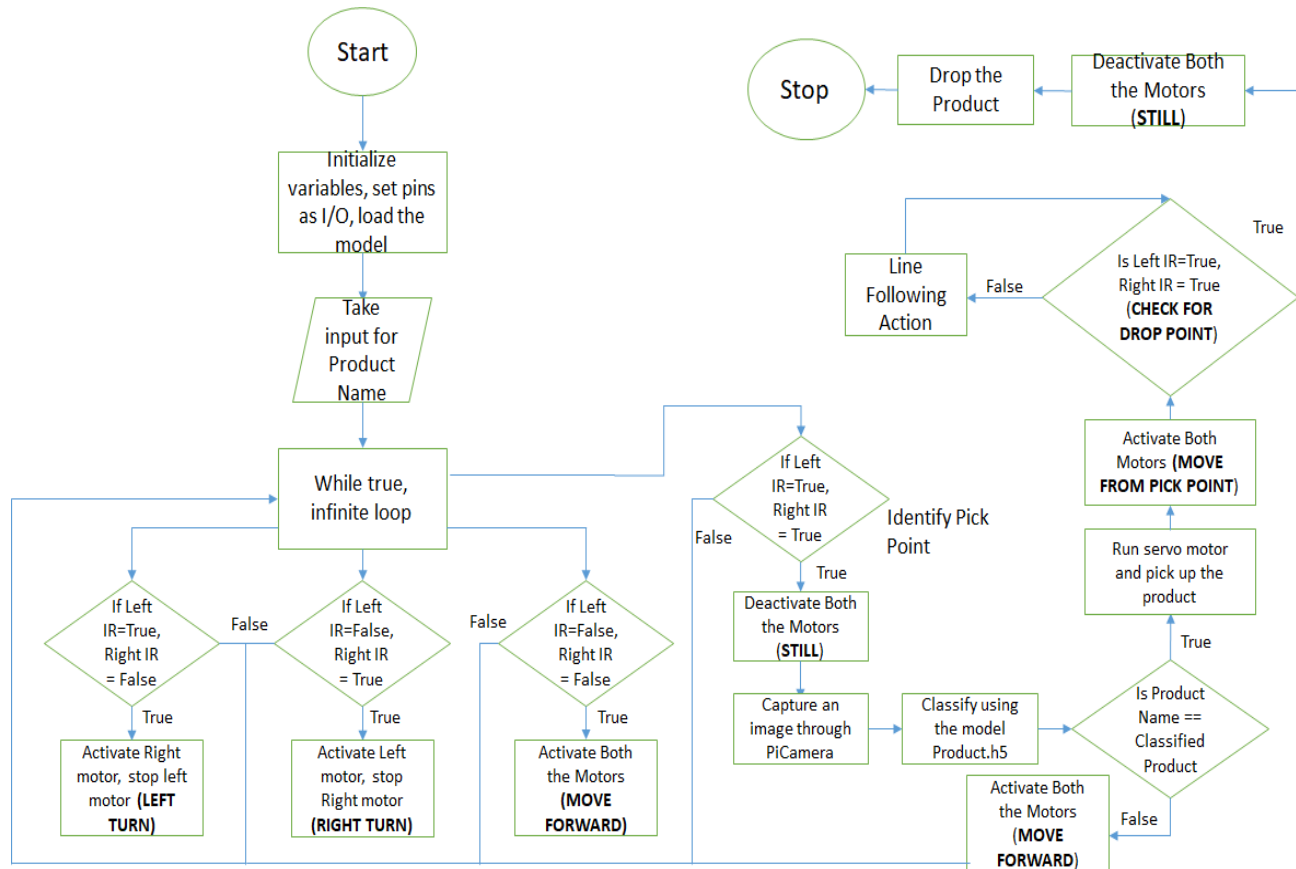 Start
Initialize
variables, set pins
as I/O, load the
model
Take
input for
Product
Name
While true,
infinite loop
If Left
IR=True,
Right IR
= False
False
True
Activate Right
motor, stop left
motor (LEFT
TURN)
If Left
IR=False,
Right IR
= True
True
Activate Left
motor, stop
Right motor
(RIGHT TURN)
False
If Left
IR=False,
Right IR
= False
True
Activate Both
the Motors
(MOVE
FORWARD)
If Left
IR=True,
Right IR
= True
Identify Pick
Point
False
True
Deactivate Both
the Motors
(STILL)
Capture an
image through
PiCamera
Classify using
the model
Product.h5
Is Product
Name ==
Classified
Product
False
Activate Both
the Motors
(MOVE
FORWARD)
True
Run servo motor
and pick up the
product
Activate Both
Motors (MOVE
FROM PICK POINT)
Is Left IR=True,
Right IR = True
(CHECK FOR
DROP POINT)
False
Line
Following
Action
True
Deactivate Both
the Motors
(STILL)
Drop the
Product
Stop